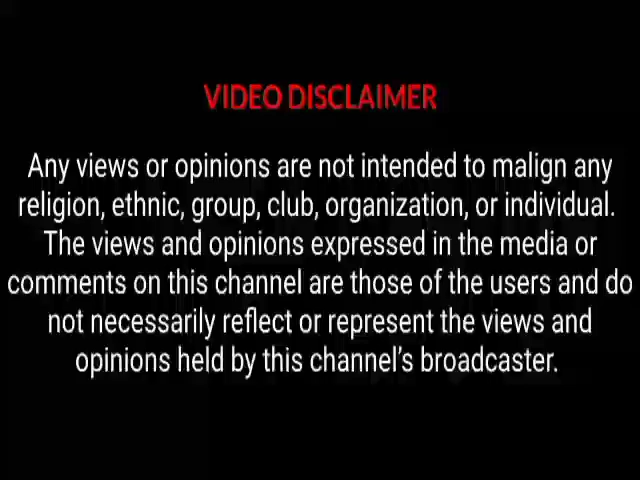 VIDEO DISCLAIMER
Any views or opinions are not intended to malign any
religion, ethnic, group, club, organization, or individual.
The views and opinions expressed in the media or
comments on this channel are those of the users and do
not necessarily reflect or represent the views and
opinions held by this channel’s broadcaster.